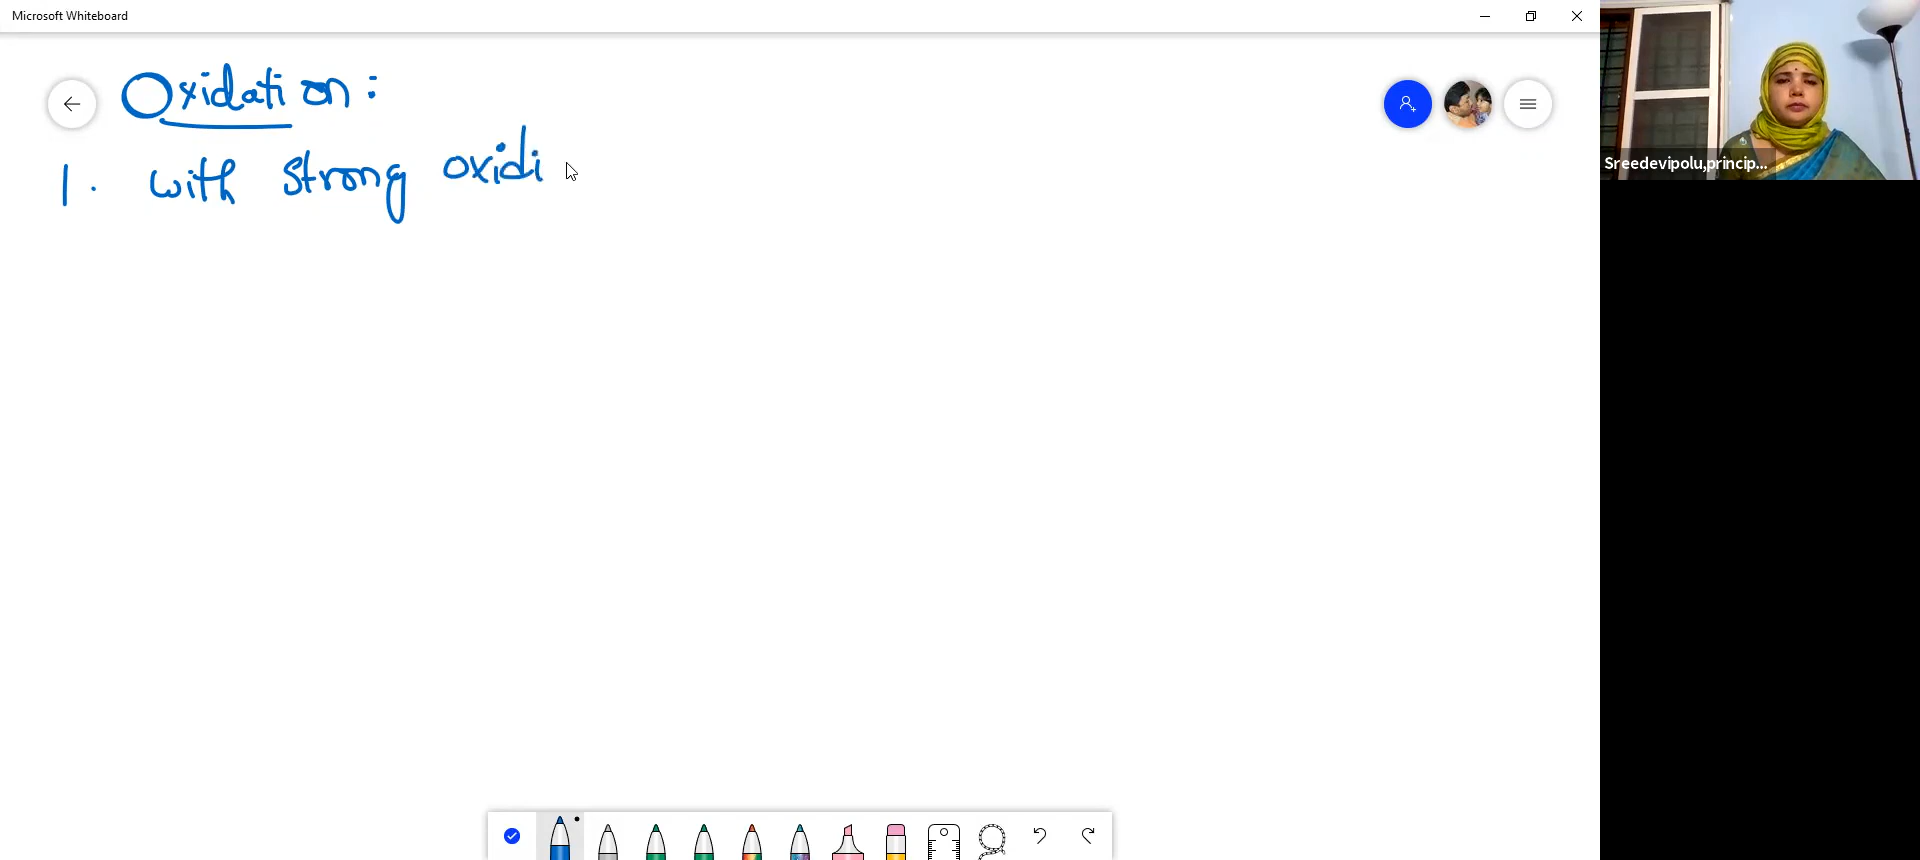 Microsoft Whiteboard
Oxidation:
1. with strong oxidi
Sreedevipolu,princip...